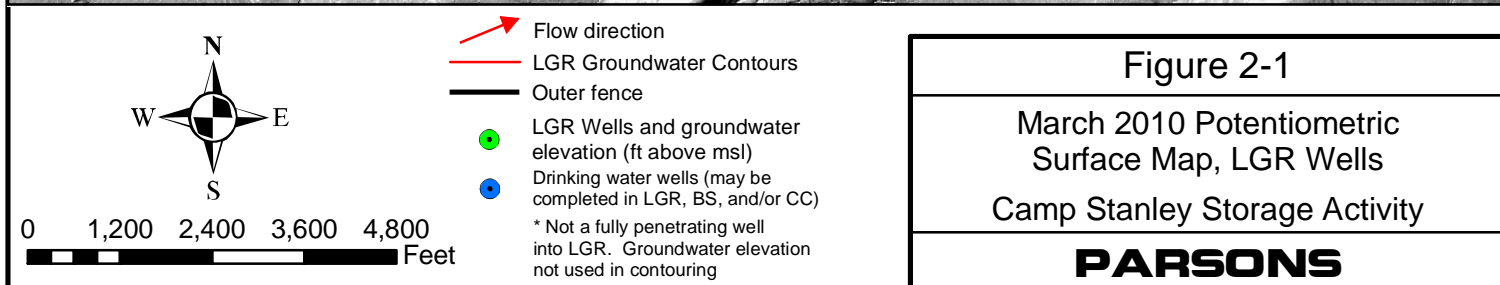 N
W E
S
0 1,200 2,400 3,600 4,800
Feet
Flow direction
LGR Groundwater Contours
Outer fence
LGR Wells and groundwater
elevation (ft above msl)
Drinking water wells (may be
completed in LGR, BS, and/or CC)
* Not a fully penetrating well
into LGR. Groundwater elevation
not used in contouring
Figure 2-1
March 2010 Potentiometric
Surface Map, LGR Wells
Camp Stanley Storage Activity
PARSONS